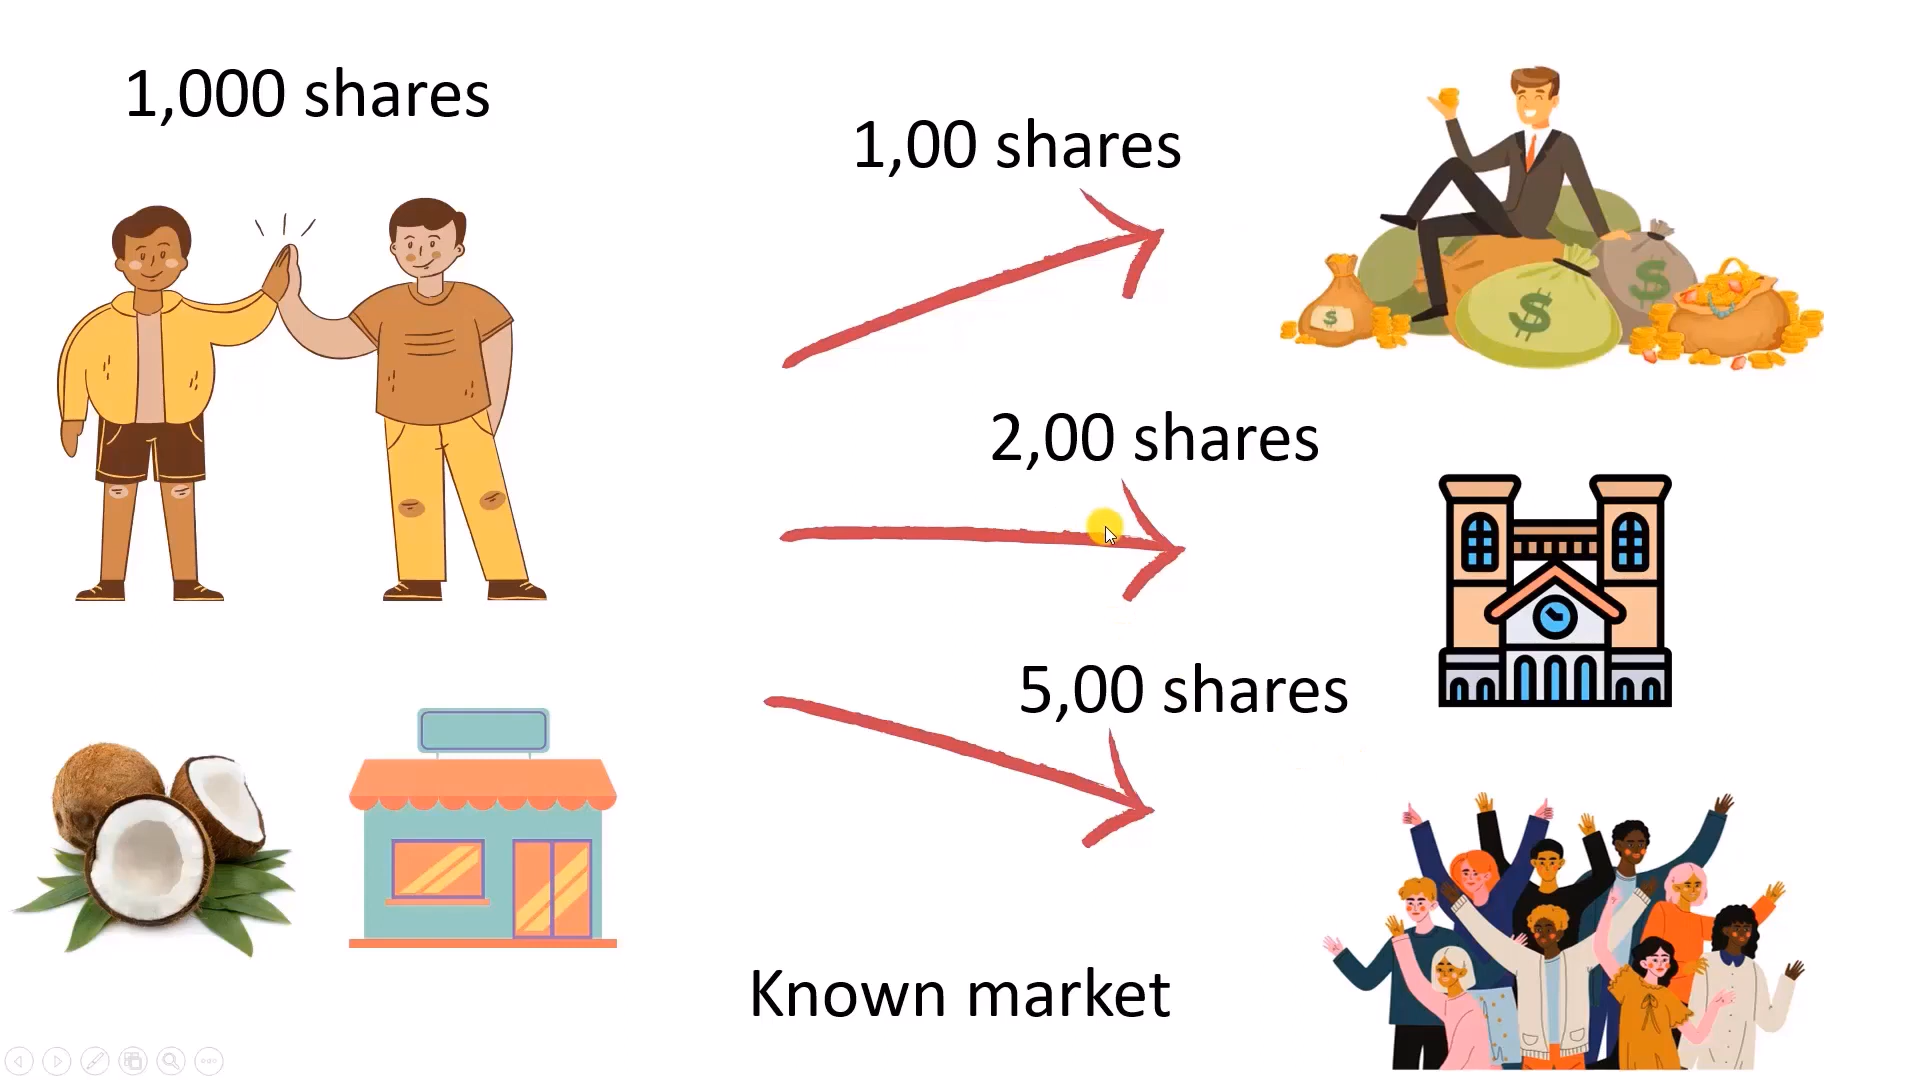 1,000 shares
1,00 shares
2,00 shares
5,00 shares
Known market